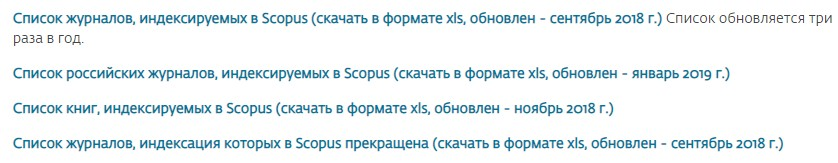 Список журналов, индексируемых в Scopus (скачать в формате xls, обновлен - сентябрь 2018 г.) Список обновляется три
раза в год.
Список российских журналов, индексируемых в Scopus (скачать в формате xls, обновлен - январь 2019 г.)
Список книг, индексируемых в Scopus (скачать в формате xls, обновлен - ноябрь 2018 г.)
Список журналов, индексация которых в Scopus прекращена (скачать в формате xls, обновлен - сентябрь 2018 г.)